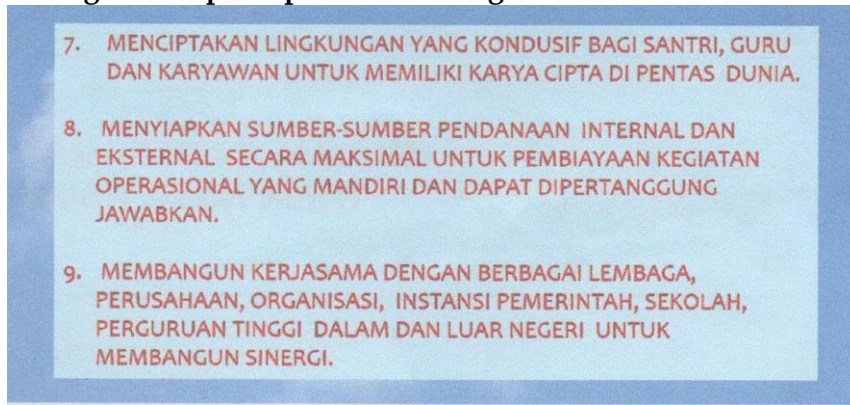 7. MENCIPTAKAN LINGKUNGAN YANG KONDUSIF BAGI SANTRI, GURU
DAN KARYAWAN UNTUK MEMILIKI KARYA CIPTA DI PENTAS DUNIA.
8. MENYIAPKAN SUMBER-SUMBER PENDANAAN INTERNAL DAN
EKSTERNAL SECARA MAKSIMAL UNTUK PEMBIAYAAN KEGIATAN
OPERASIONAL YANG MANDIRI DAN DAPAT DIPERTANGGUNG
JAWABKAN.
9. MEMBANGUN KERJASAMA DENGAN BERBAGAI LEMBAGA,
PERUSAHAAN, ORGANISASI, INSTANSI PEMERINTAH, SEKOLAH,
PERGURUAN TINGGI DALAM DAN LUAR NEGERI UNTUK
MEMBANGUN SINERGI.